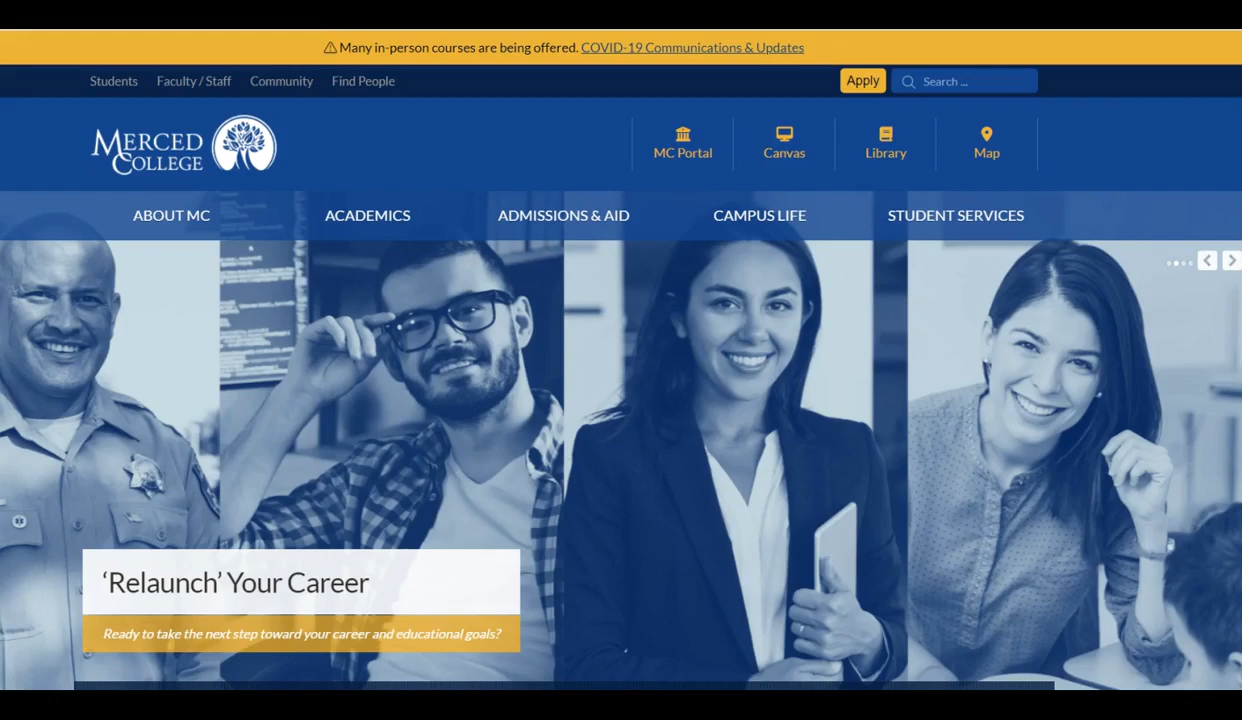 Many in-person courses are being offered. COVID-19 Communications & Updates
Students Faculty / Staff Community Find People Apply Search ...
MERCED
COLLEGE
MC Portal Canvas Library Map
ABOUT MC ACADEMICS ADMISSIONS & AID CAMPUS LIFE STUDENT SERVICES
‘Relaunch’ Your Career
Ready to take the next step toward your career and educational goals?